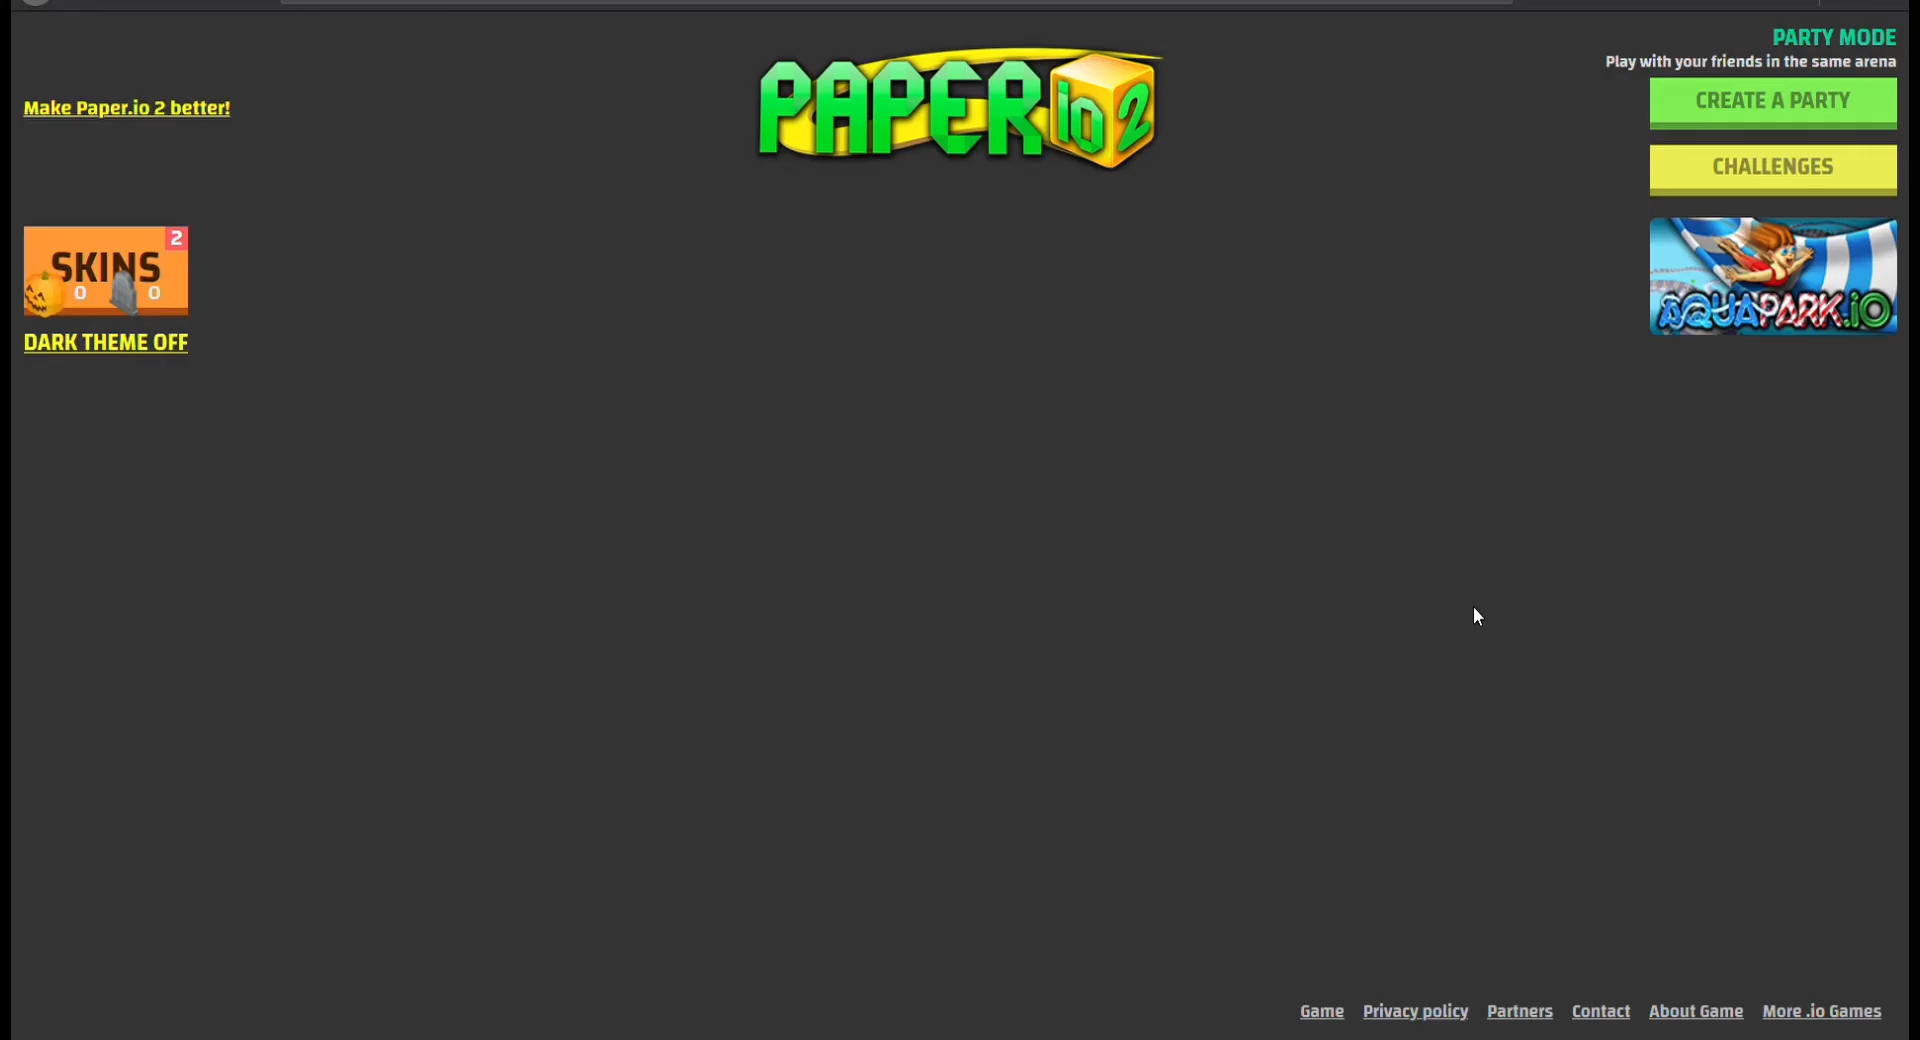 PARTY MODE
Play with your friends in the same arena
PAPER io 2
CREATE A PARTY
Make Paper.io 2 better!
CHALLENGES
2
SKINS
0 0
AQUAPARK.IO
DARK THEME OFF
Game Privacy policy Partners Contact About Game More .io Games